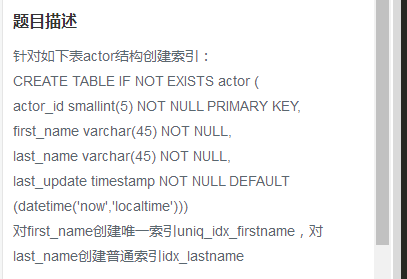 题目描述
针对如下表actor结构创建索引：
CREATE TABLE IF NOT EXISTS actor (
actor_id smallint(5) NOT NULL PRIMARY KEY,
first_name varchar(45) NOT NULL,
last_name varchar(45) NOT NULL,
last_update timestamp NOT NULL DEFAULT
(datetime('now','localtime')))
对first_name创建唯一索引uniq_idx_firstname，对
last_name创建普通索引idx_lastname